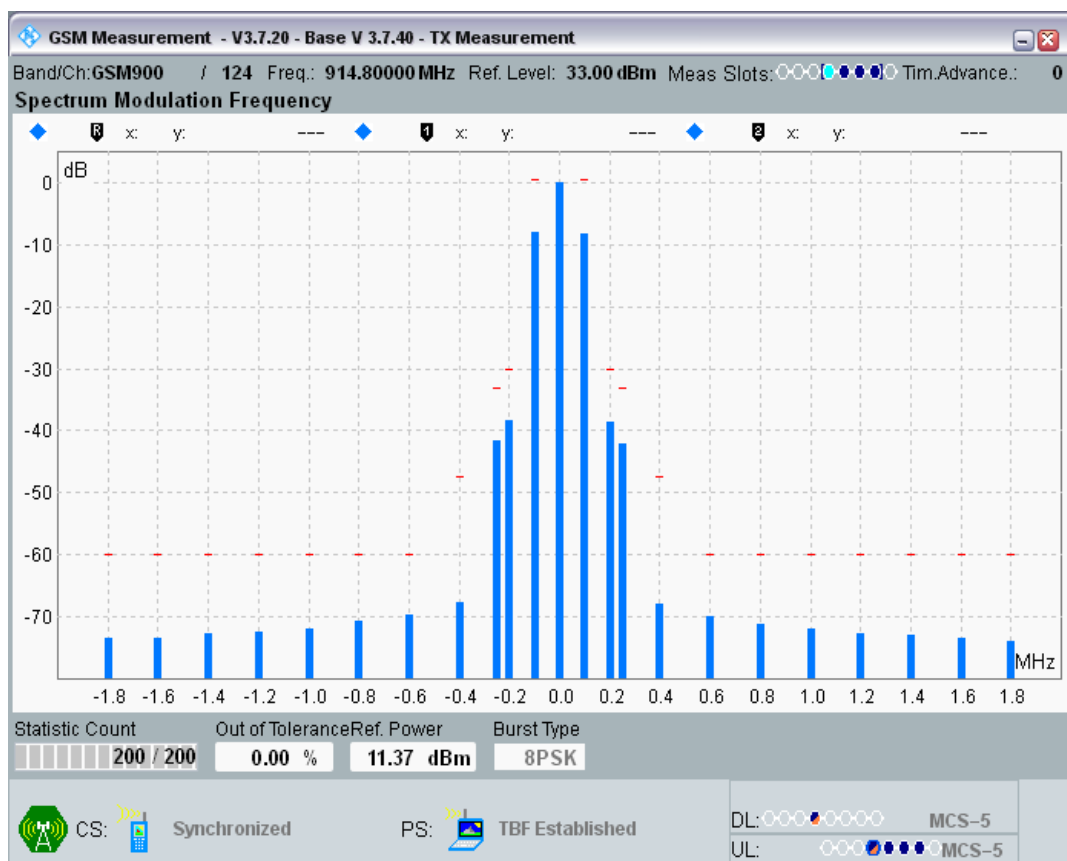 GSM Measurement - V3.7.20 - Base V 3.7.40 - TX Measurement
Band/Ch:GSM900 / 124 Freq.: 914.80000 MHz Ref. Level: 33.00 dBm Meas Slots: Tim.Advance.: 0
Spectrum Modulation Frequency
R x: y: --- 1 x: y: --- 2 x: y: ---
dB
0
-10
-20
-30
-40
-50
-60
-70
MHz
-1.8 -1.6 -1.4 -1.2 -1.0 -0.8 -0.6 -0.4 -0.2 0.0 0.2 0.4 0.6 0.8 1.0 1.2 1.4 1.6 1.8
Statistic Count Out of Tolerance Ref. Power Burst Type
200 / 200 0.00 % 11.37 dBm 8PSK
CS: Synchronized PS: TBF Established
DL: MCS-5
UL: MCS-5